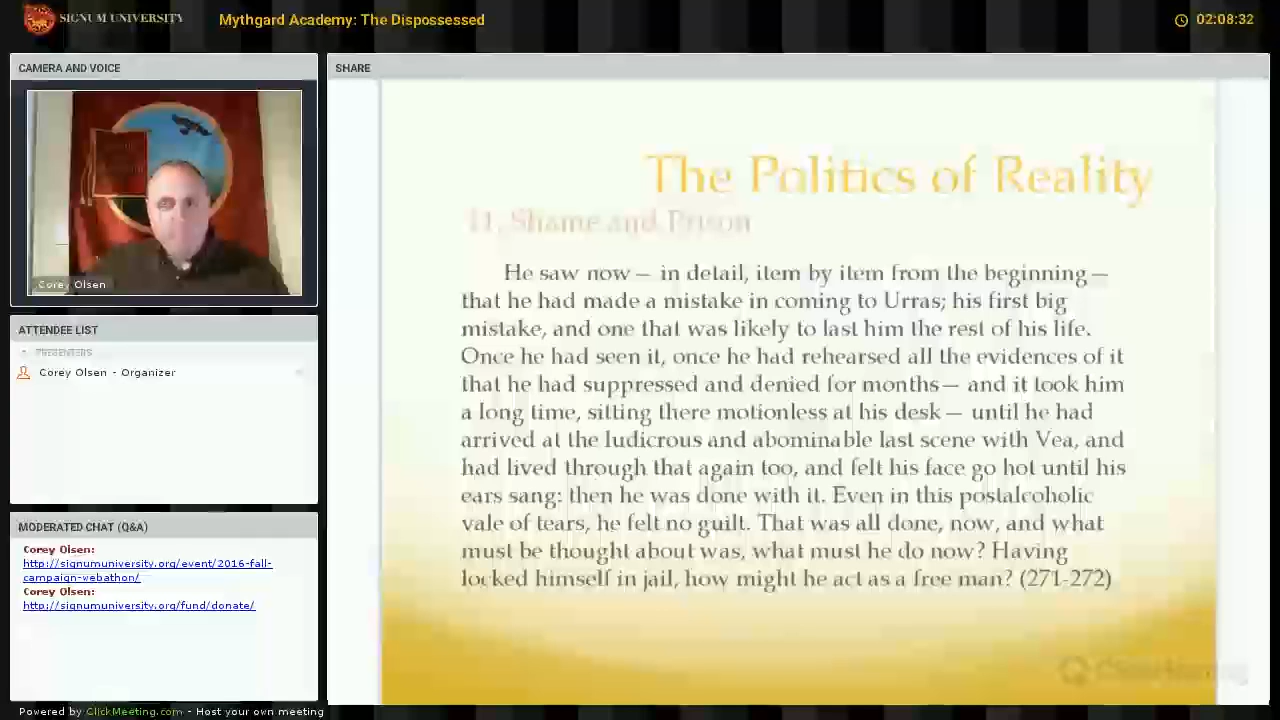 SIGNUM UNIVERSITY
Mythgard Academy: The Dispossessed
02:08:32
CAMERA AND VOICE
Corey Olsen
ATTENDEE LIST
PRESENTERS
Corey Olsen - Organizer
MODERATED CHAT (Q&A)
Corey Olsen:
http://signumuniversity.org/event/2016-fall-
campaign-webathon/
Corey Olsen:
http://signumuniversity.org/fund/donate/
SHARE
The Politics of Reality
11. Shame and Prison
He saw now — in detail, item by item from the beginning —
that he had made a mistake in coming to Urras; his first big
mistake, and one that was likely to last him the rest of his life.
Once he had seen it, once he had rehearsed all the evidences of it
that he had suppressed and denied for months — and it took him
a long time, sitting there motionless at his desk — until he had
arrived at the ludicrous and abominable last scene with Vea, and
had lived through that again too, and felt his face go hot until his
ears sang: then he was done with it. Even in this postalcoholic
vale of tears, he felt no guilt. That was all done, now, and what
must be thought about was, what must he do now? Having
locked himself in jail, how might he act as a free man? (271-272)
ClickMeeting
Powered by ClickMeeting.com - Host your own meeting